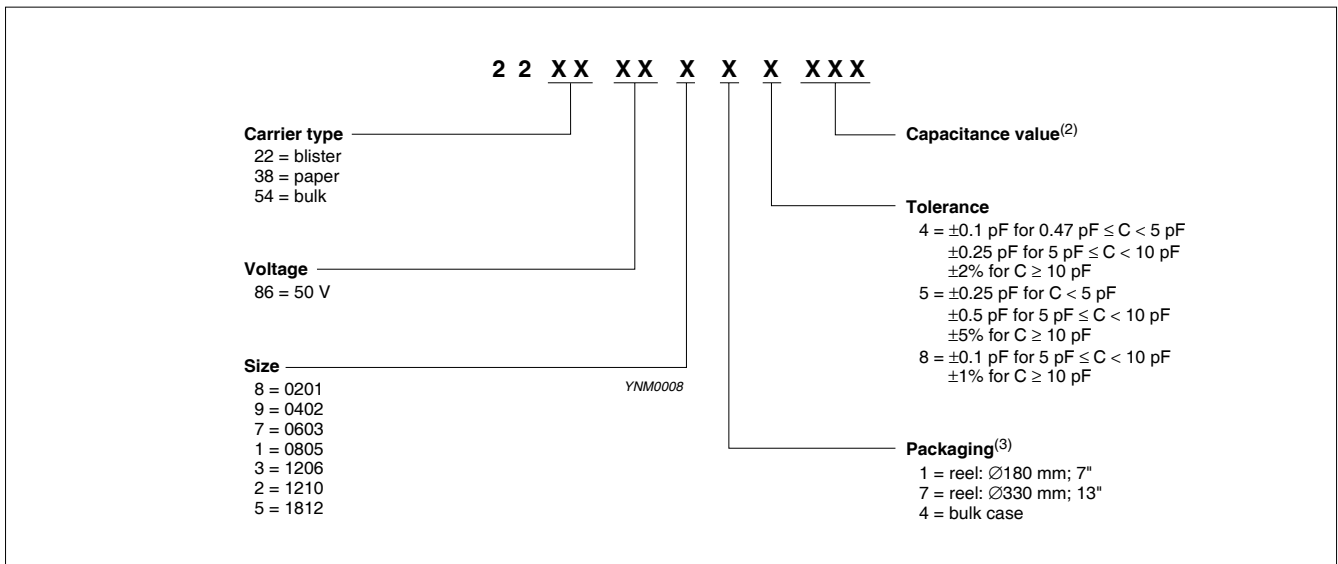 2 2 X X X X X X X X X X
Carrier type
22 = blister
38 = paper
54 = bulk
Voltage
86 = 50 V
Size
8 = 0201
9 = 0402
7 = 0603
1 = 0805
3 = 1206
2 = 1210
5 = 1812
YNM0008
Capacitance value(2)
Tolerance
4 = ±0.1 pF for 0.47 pF ≤ C < 5 pF
±0.25 pF for 5 pF ≤ C < 10 pF
±2% for C ≥ 10 pF
5 = ±0.25 pF for C < 5 pF
±0.5 pF for 5 pF ≤ C < 10 pF
±5% for C ≥ 10 pF
8 = ±0.1 pF for 5 pF ≤ C < 10 pF
±1% for C ≥ 10 pF
Packaging(3)
1 = reel: ∅180 mm; 7"
7 = reel: ∅330 mm; 13"
4 = bulk case